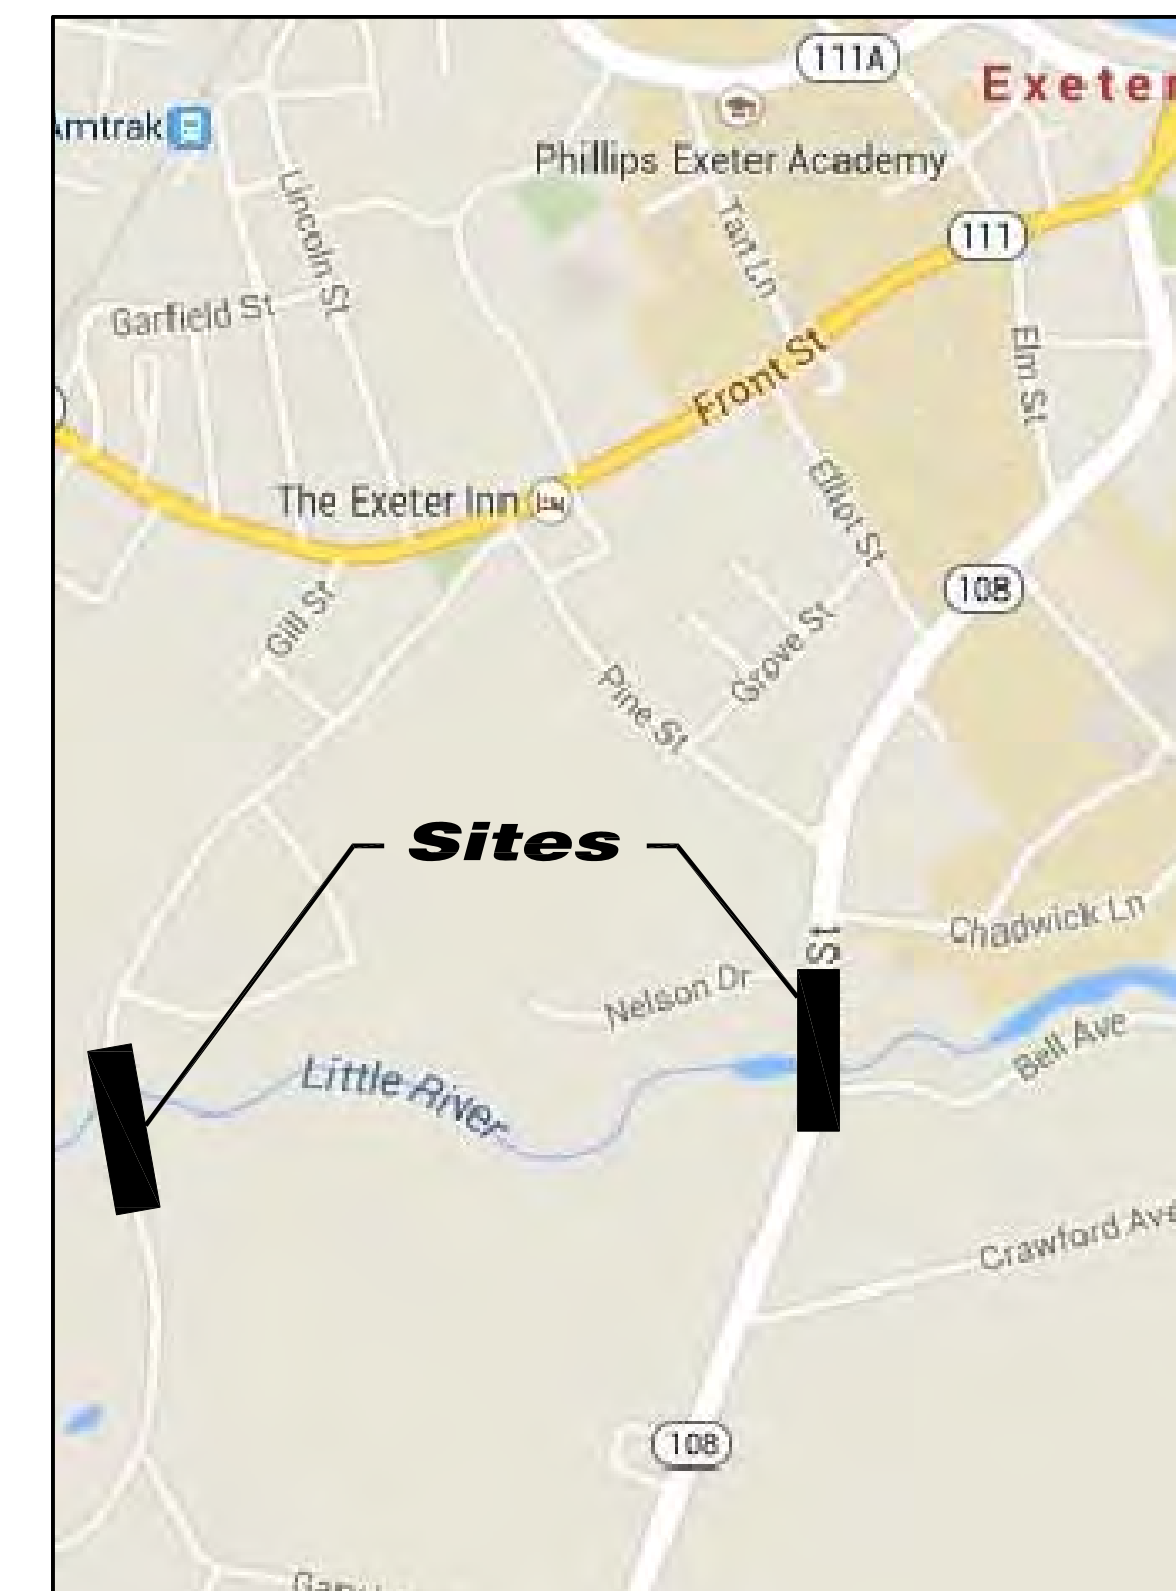 111A
Exeter
Amtrak
Phillips Exeter Academy
Lincoln St
Tan Ln
111
Garfield St
Front St
Elm St
The Exeter Inn
Elliot St
Gill St
108
Grove St
Pine St
Sites
Chadwick Ln
St
Nelson Dr
Bell Ave
Little River
Crawford Ave
108